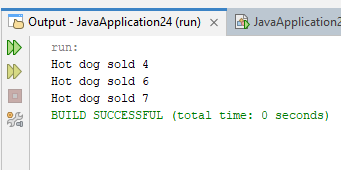 Output - JavaApplication24 (run)
JavaApplication2
run:
Hot dog sold 4
Hot dog sold 6
Hot dog sold 7
BUILD SUCCESSFUL (total time: 0 seconds)